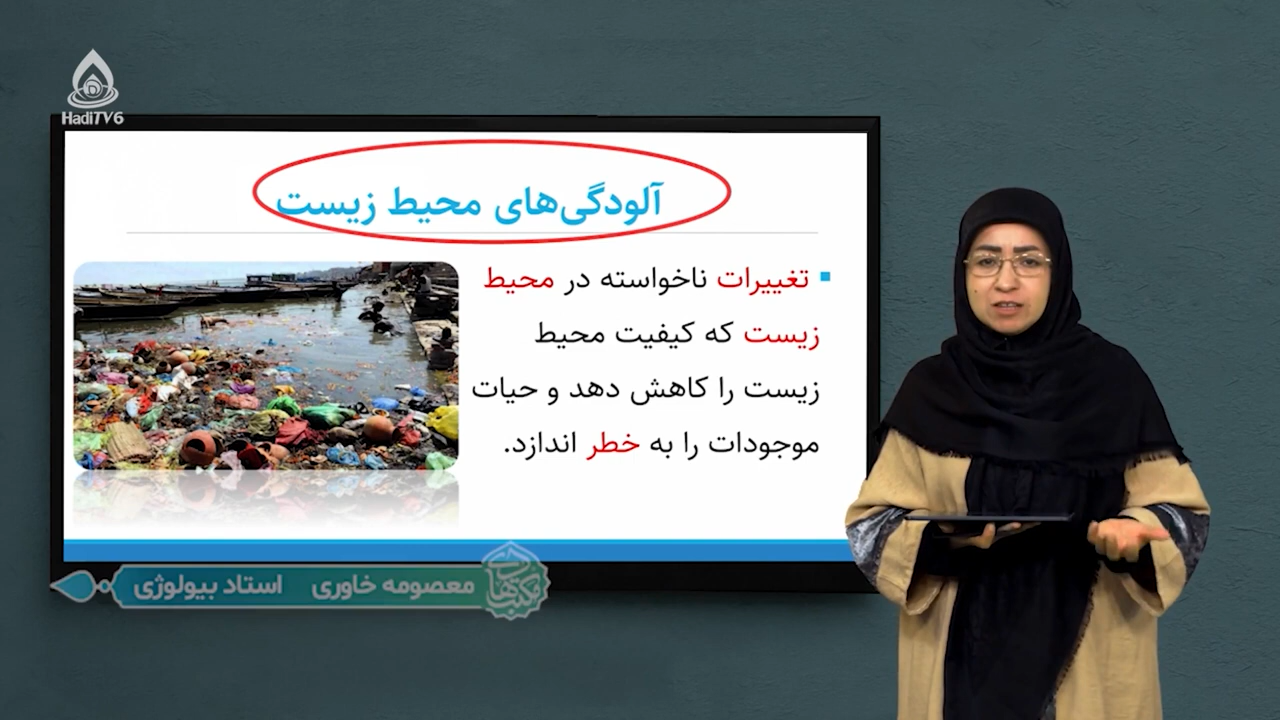 HadiTV6
آلودگی‌های محیط زیست
تغییرات ناخواسته در محیط
زیست که کیفیت محیط
زیست را کاهش دهد و حیات
موجودات را به خطر اندازد.
معصومه خاوری استاد بیولوژی